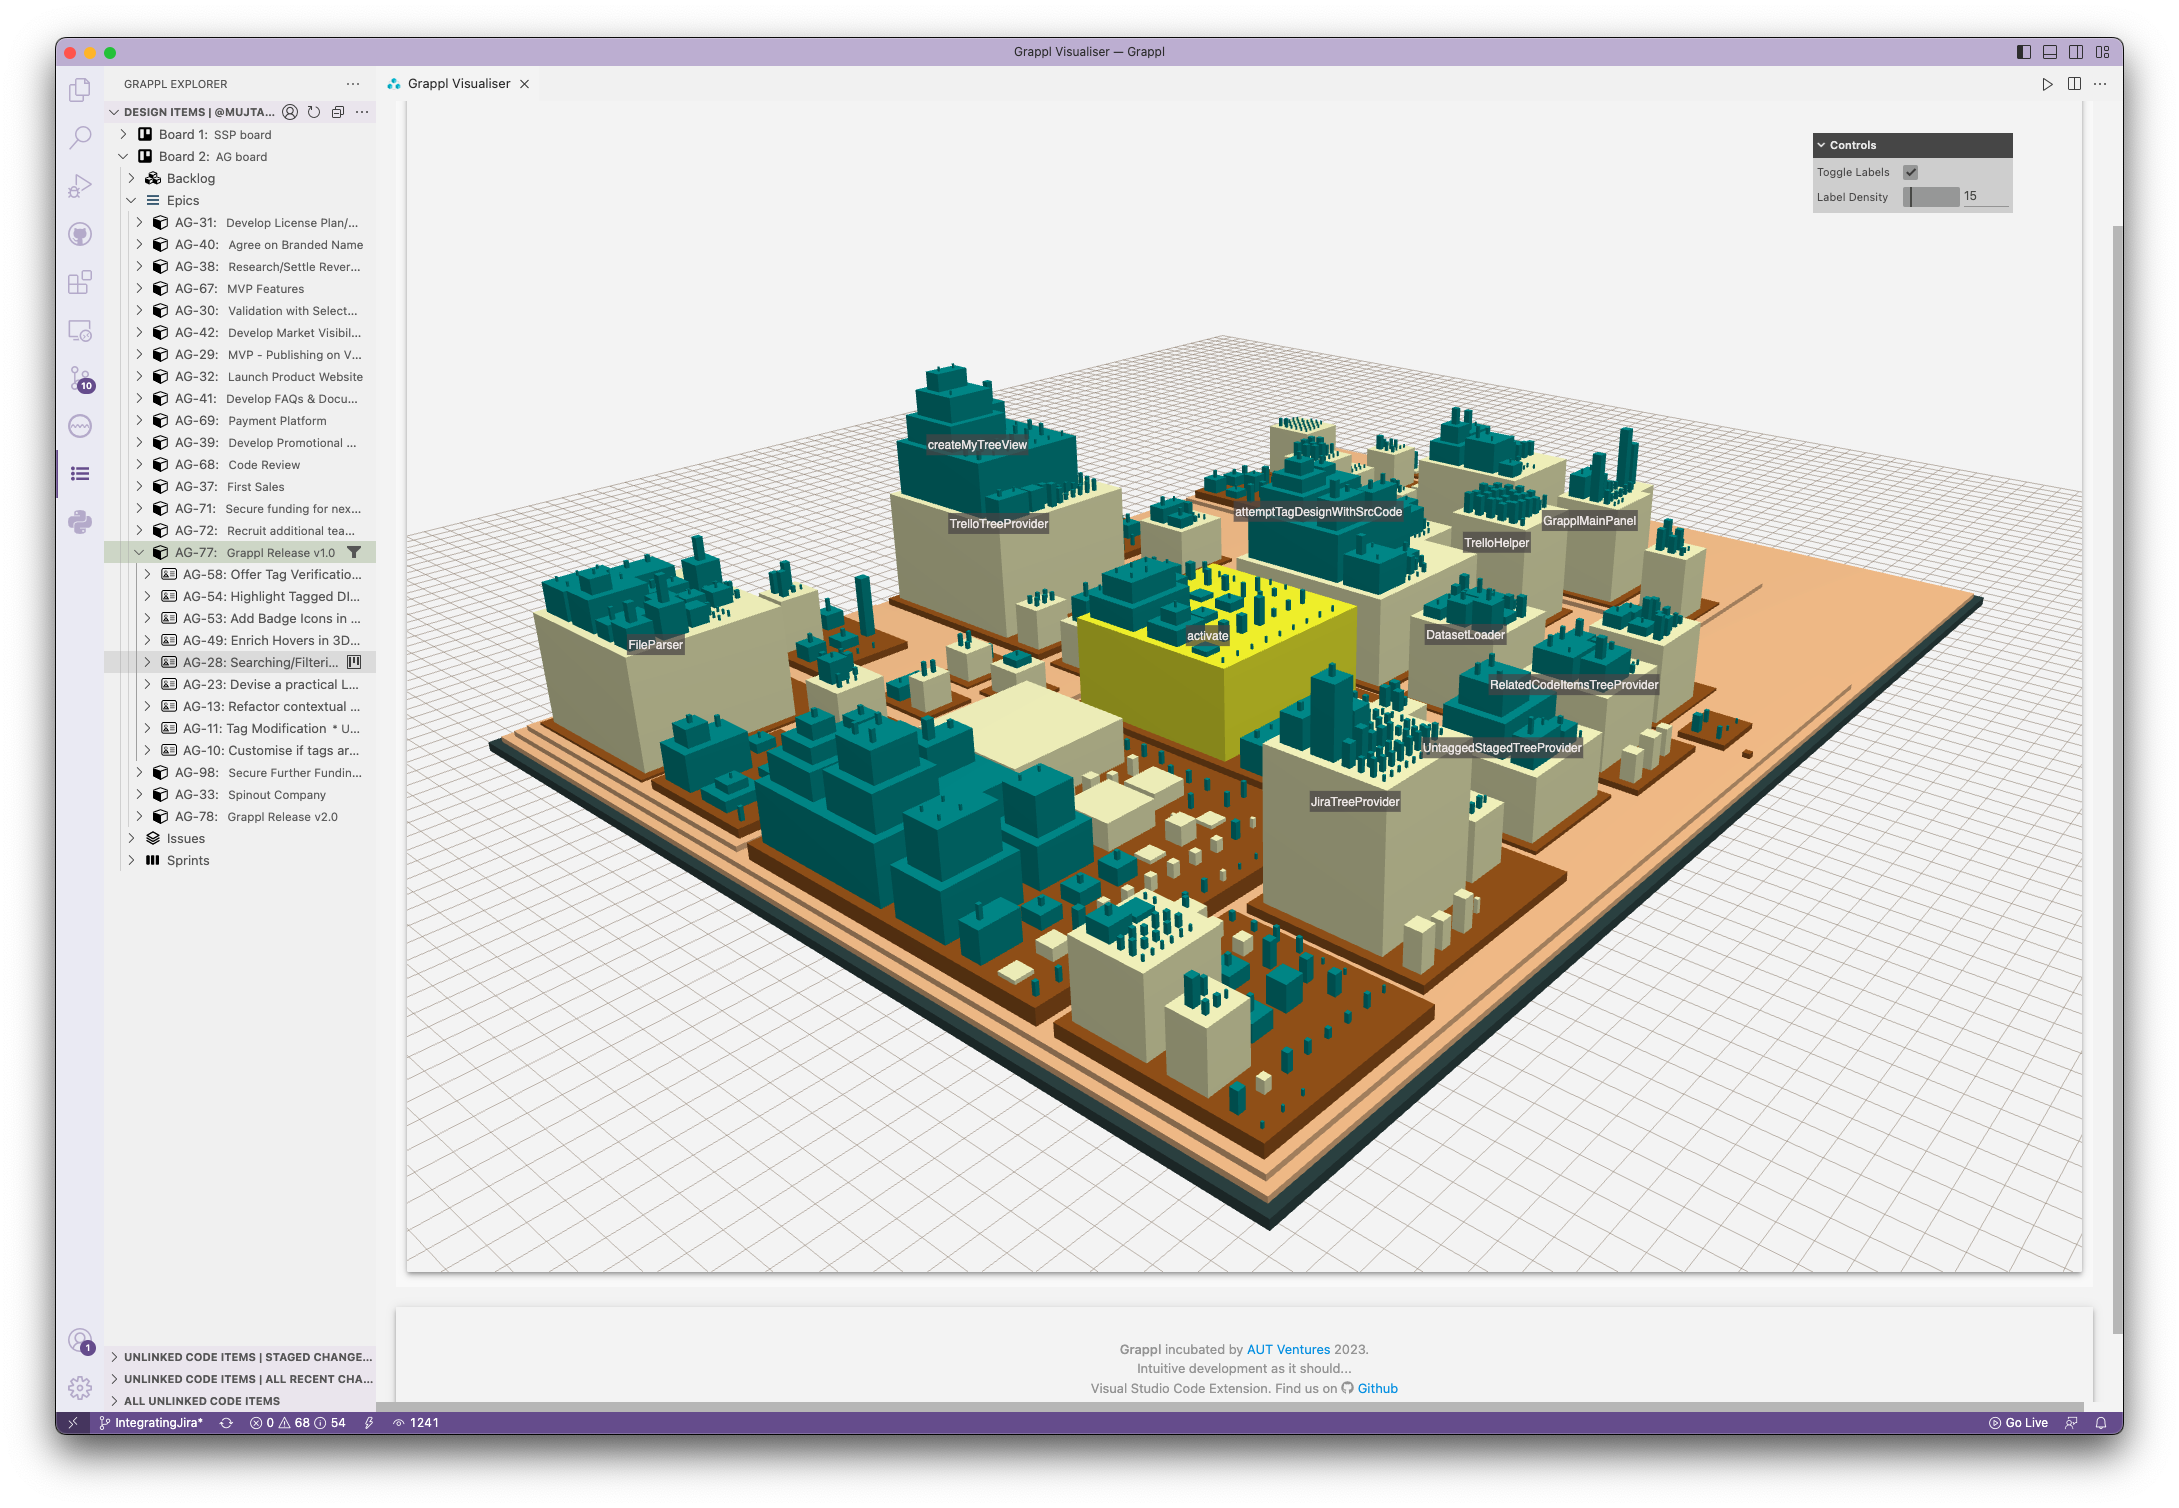 Grappl Visualiser — Grappl
GRAPPL EXPLORER
Grappl Visualiser
DESIGN ITEMS | @MUJTA...
Board 1: SSP board
Board 2: AG board
Backlog
Epics
AG-31: Develop License Plan/...
AG-40: Agree on Branded Name
AG-38: Research/Settle Rever...
AG-67: MVP Features
AG-30: Validation with Select...
AG-42: Develop Market Visibil...
AG-29: MVP - Publishing on V...
AG-32: Launch Product Website
AG-41: Develop FAQs & Docu...
AG-69: Payment Platform
AG-39: Develop Promotional ...
AG-68: Code Review
AG-37: First Sales
AG-71: Secure funding for nex...
AG-72: Recruit additional tea...
AG-77: Grappl Release v1.0
AG-58: Offer Tag Verificatio...
AG-54: Highlight Tagged DI...
AG-53: Add Badge Icons in ...
AG-49: Enrich Hovers in 3D...
AG-28: Searching/Filteri...
AG-23: Devise a practical L...
AG-13: Refactor contextual ...
AG-11: Tag Modification * U...
AG-10: Customise if tags ar...
AG-98: Secure Further Fundin...
AG-33: Spinout Company
AG-78: Grappl Release v2.0
Issues
Sprints
UNLINKED CODE ITEMS | STAGED CHANGE...
UNLINKED CODE ITEMS | ALL RECENT CHA...
ALL UNLINKED CODE ITEMS
10
1
Controls
Toggle Labels
Label Density 15
createMyTreeView
TrelloTreeProvider
attemptTagDesignWithSrcCode
GrapplMainPanel
TrelloHelper
FileParser
activate
DatasetLoader
RelatedCodeItemsTreeProvider
UntaggedStagedTreeProvider
JiraTreeProvider
Grappl incubated by AUT Ventures 2023.
Intuitive development as it should...
Visual Studio Code Extension. Find us on Github
IntegratingJira* 0 68 54 1241 Go Live